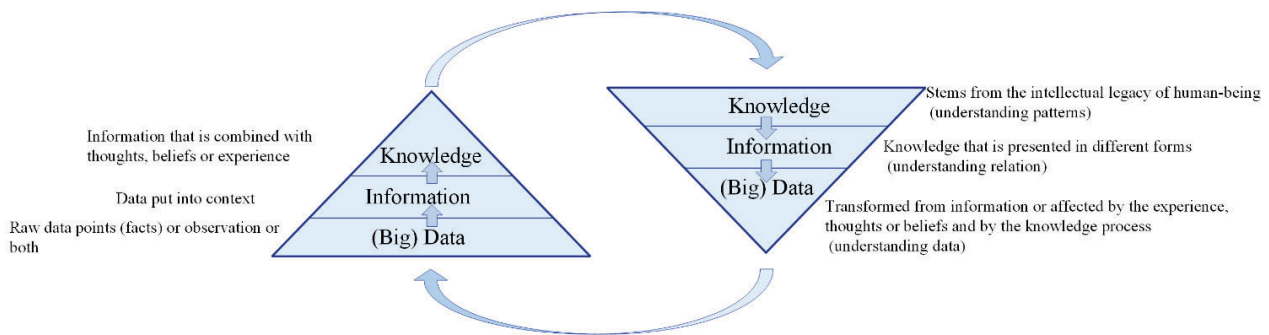 Information that is combined with
thoughts, beliefs or experience
Data put into context
Raw data points (facts) or observation or
both
Knowledge
Information
(Big) Data
Knowledge
Information
(Big) Data
Stems from the intellectual legacy of human-being
(understanding patterns)
Knowledge that is presented in different forms
(understanding relation)
Transformed from information or affected by the experience,
thoughts or beliefs and by the knowledge process
(understanding data)